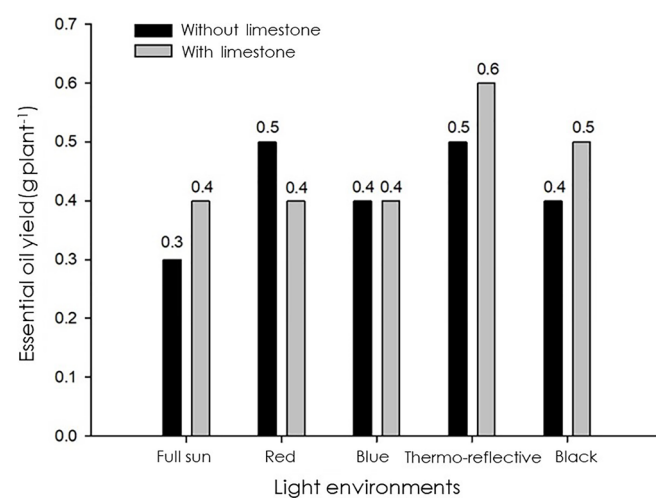 Essential oil yield(g plant-1)
0.7
0.6
0.5
0.4
0.3
0.2
0.1
0.0
Without limestone
With limestone
0.3
0.4
0.5
0.4
0.4
0.4
0.5
0.6
0.4
0.5
Full sun
Red
Blue
Thermo-reflective
Black
Light environments